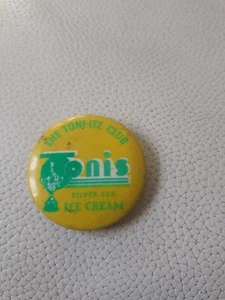 THE TONI-ITE CLUB
Tonis
SILVER CUP
ICE CREAM